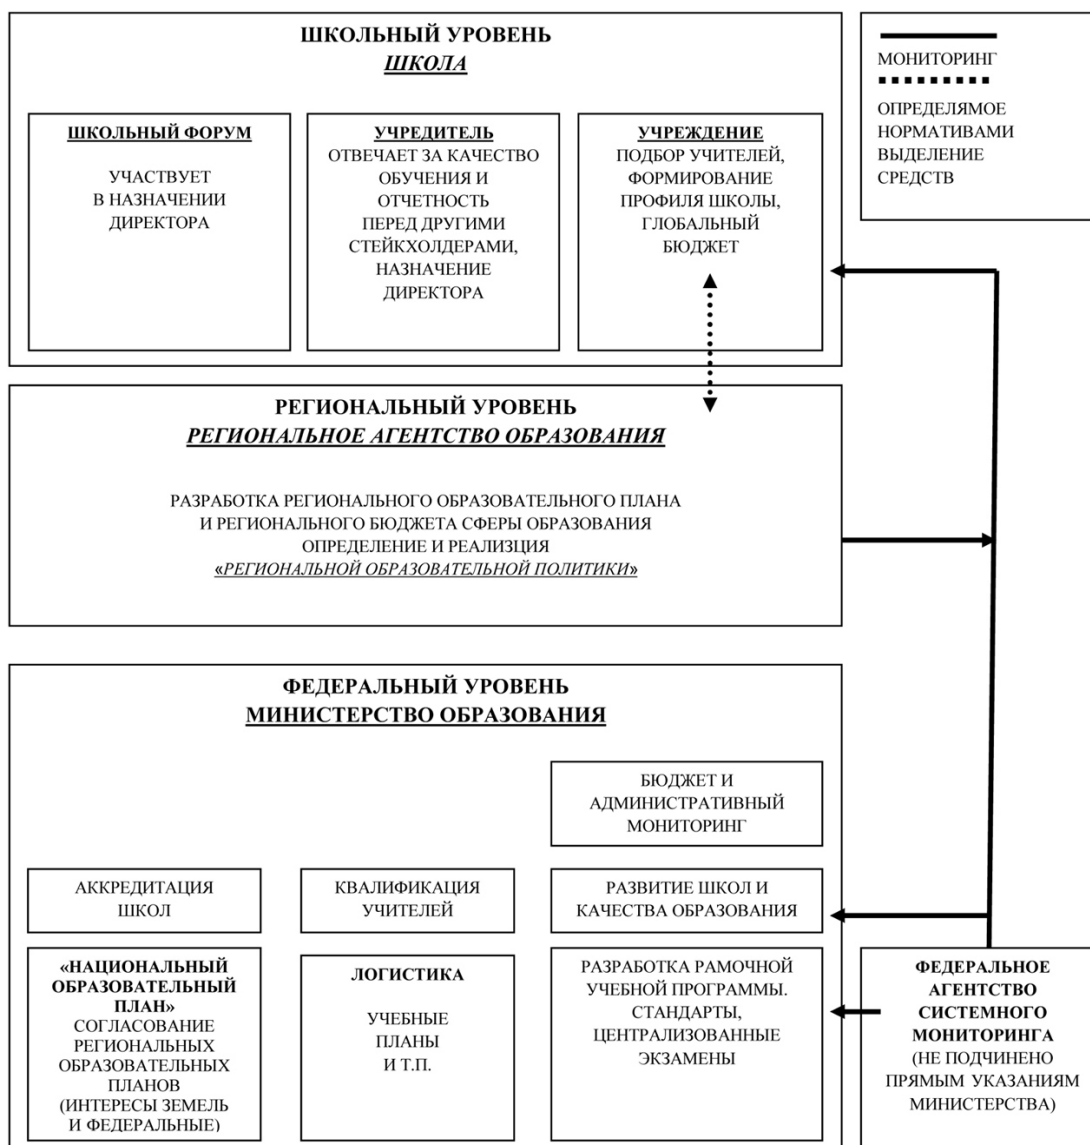 ШКОЛЬНЫЙ УРОВЕНЬ
ШКОЛА
ШКОЛЬНЫЙ ФОРУМ
УЧАСТВУЕТ
В НАЗНАЧЕНИИ
ДИРЕКТОРА
УЧРЕДИТЕЛЬ
ОТВЕЧАЕТ ЗА КАЧЕСТВО
ОБУЧЕНИЯ И
ОТЧЕТНОСТЬ
ПЕРЕД ДРУГИМИ
СТЕЙКХОЛДЕРАМИ,
НАЗНАЧЕНИЕ
ДИРЕКТОРА
УЧРЕЖДЕНИЕ
ПОДБОР УЧИТЕЛЕЙ,
ФОРМИРОВАНИЕ
ПРОФИЛЯ ШКОЛЫ,
ГЛОБАЛЬНЫЙ
БЮДЖЕТ
МОНИТОРИНГ
ОПРЕДЕЛЯМОЕ
НОРМАТИВАМИ
ВЫДЕЛЕНИЕ
СРЕДСТВ
РЕГИОНАЛЬНЫЙ УРОВЕНЬ
РЕГИОНАЛЬНОЕ АГЕНТСТВО ОБРАЗОВАНИЯ
РАЗРАБОТКА РЕГИОНАЛЬНОГО ОБРАЗОВАТЕЛЬНОГО ПЛАНА
И РЕГИОНАЛЬНОГО БЮДЖЕТА СФЕРЫ ОБРАЗОВАНИЯ
ОПРЕДЕЛЕНИЕ И РЕАЛИЗЦИЯ
«РЕГИОНАЛЬНОЙ ОБРАЗОВАТЕЛЬНОЙ ПОЛИТИКИ»
ФЕДЕРАЛЬНЫЙ УРОВЕНЬ
МИНИСТЕРСТВО ОБРАЗОВАНИЯ
БЮДЖЕТ И
АДМИНИСТРАТИВНЫЙ
МОНИТОРИНГ
АККРЕДИТАЦИЯ
ШКОЛ
КВАЛИФИКАЦИЯ
УЧИТЕЛЕЙ
РАЗВИТИЕ ШКОЛ И
КАЧЕСТВА ОБРАЗОВАНИЯ
«НАЦИОНАЛЬНЫЙ
ОБРАЗОВАТЕЛЬНЫЙ
ПЛАН»
СОГЛАСОВАНИЕ
РЕГИОНАЛЬНЫХ
ОБРАЗОВАТЕЛЬНЫХ
ПЛАНОВ
(ИНТЕРЕСЫ ЗЕМЕЛЬ
И ФЕДЕРАЛЬНЫЕ)
ЛОГИСТИКА
УЧЕБНЫЕ
ПЛАНЫ
И Т.П.
РАЗРАБОТКА РАМОЧНОЙ
УЧЕБНОЙ ПРОГРАММЫ.
СТАНДАРТЫ,
ЦЕНТРАЛИЗОВАННЫЕ
ЭКЗАМЕНЫ
ФЕДЕРАЛЬНОЕ
АГЕНТСТВО
СИСТЕМНОГО
МОНИТОРИНГА
(НЕ ПОДЧИНЕНО
ПРЯМЫМ УКАЗАНИЯМ
МИНИСТЕРСТВА)